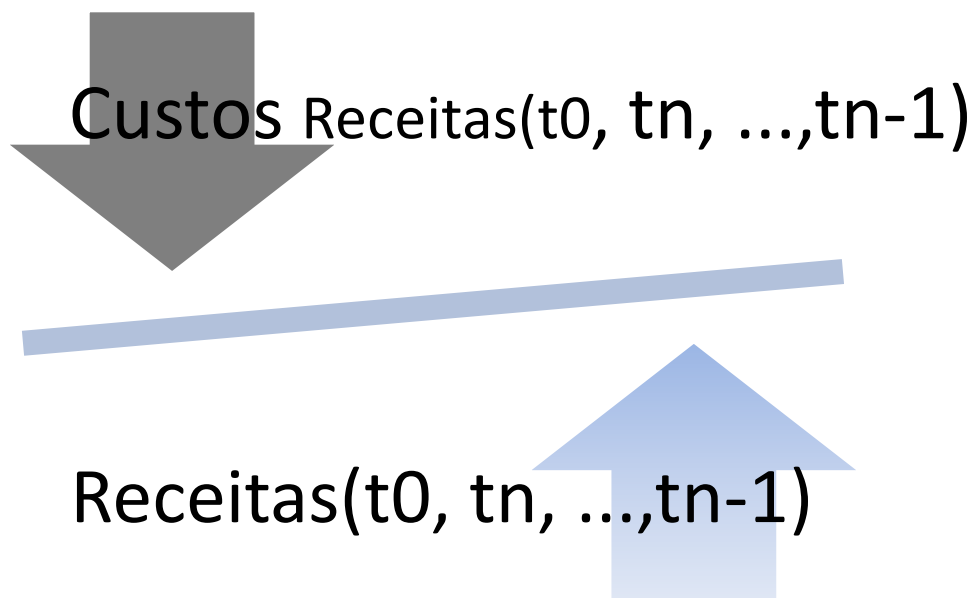 Custos Receitas(t0, tn, ...,tn-1)
Receitas(t0, tn, ...,tn-1)